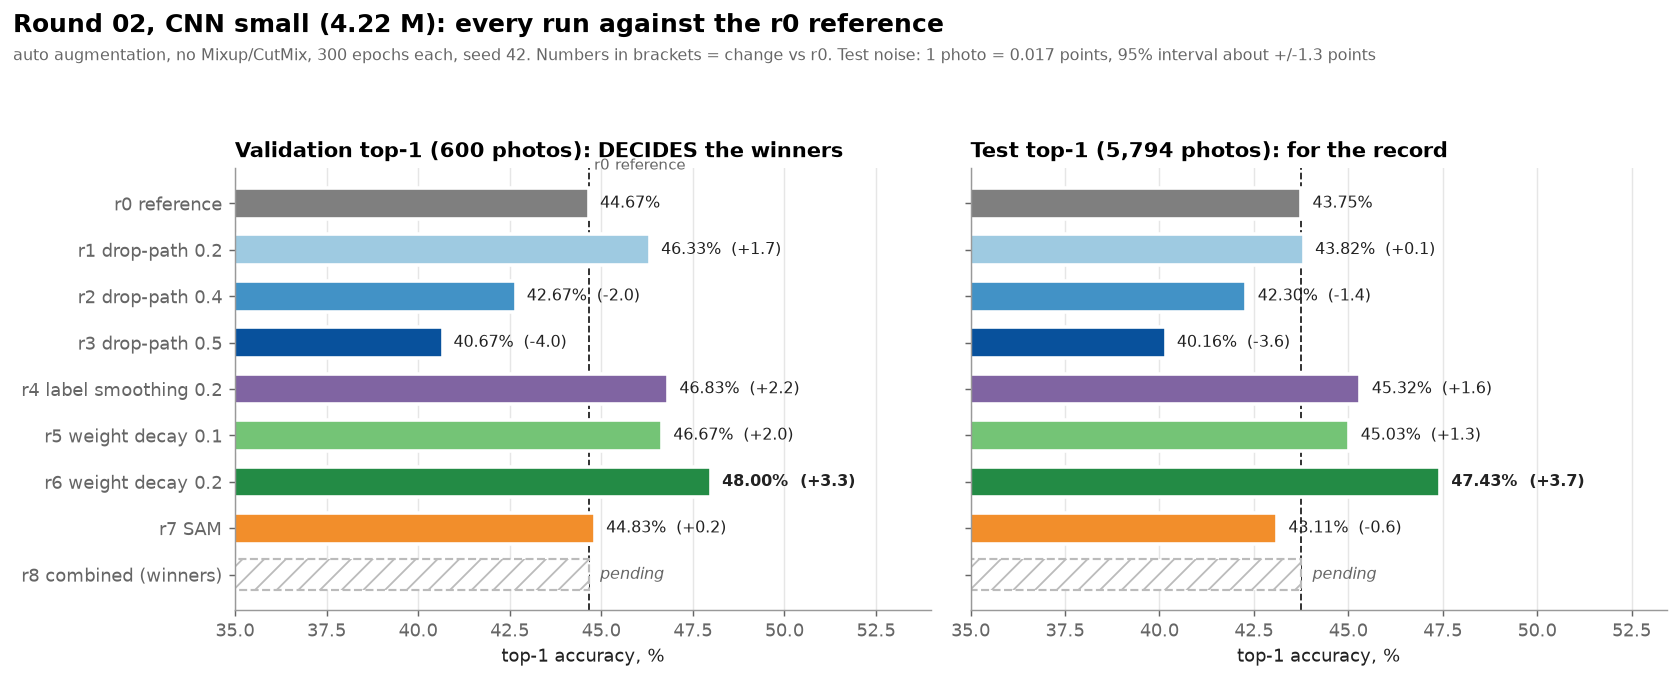 Round 02, CNN small (4.22 M): every run against the r0 reference
auto augmentation, no Mixup/CutMix, 300 epochs each, seed 42. Numbers in brackets = change vs r0. Test noise: 1 photo = 0.017 points, 95% interval about +/-1.3 points
Validation top-1 (600 photos): DECIDES the winners
r0 reference
r0 reference 44.67%
r1 drop-path 0.2 46.33% (+1.7)
r2 drop-path 0.4 42.67% (-2.0)
r3 drop-path 0.5 40.67% (-4.0)
r4 label smoothing 0.2 46.83% (+2.2)
r5 weight decay 0.1 46.67% (+2.0)
r6 weight decay 0.2 48.00% (+3.3)
r7 SAM 44.83% (+0.2)
r8 combined (winners) pending
35.0 37.5 40.0 42.5 45.0 47.5 50.0 52.5
top-1 accuracy, %
Test top-1 (5,794 photos): for the record
43.75%
43.82% (+0.1)
42.30% (-1.4)
40.16% (-3.6)
45.32% (+1.6)
45.03% (+1.3)
47.43% (+3.7)
43.11% (-0.6)
pending
35.0 37.5 40.0 42.5 45.0 47.5 50.0 52.5
top-1 accuracy, %